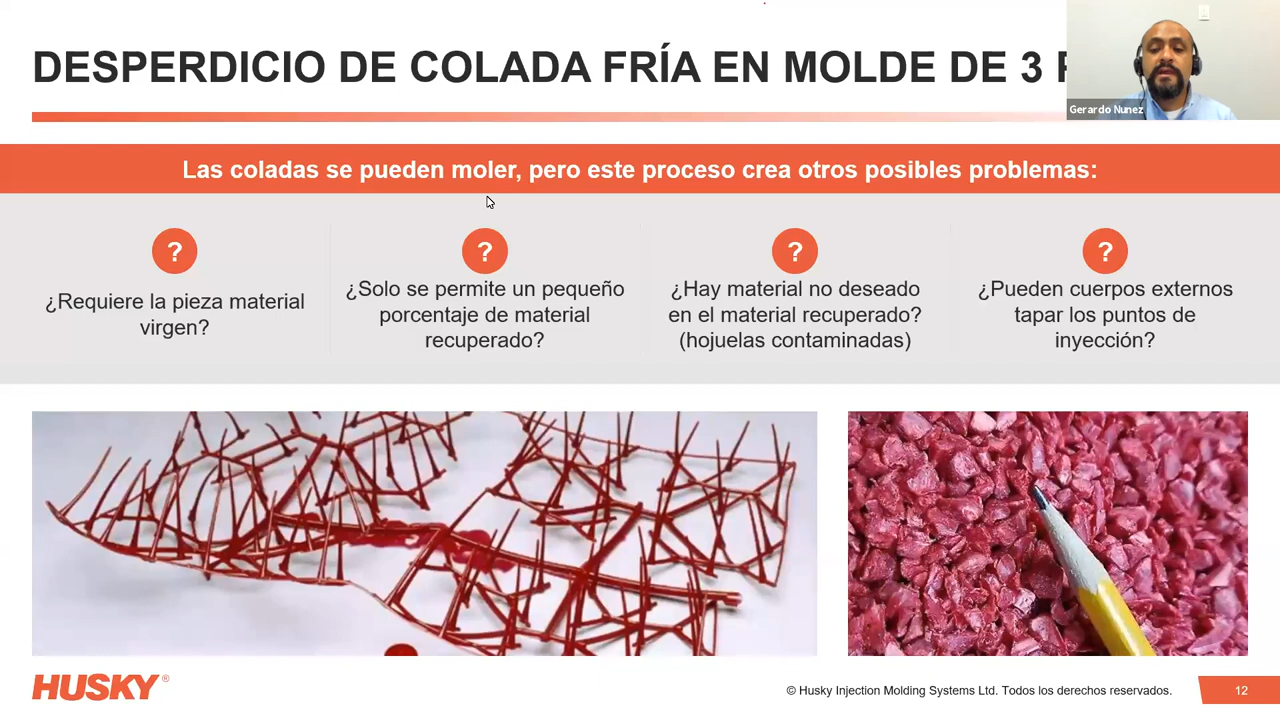 DESPERDICIO DE COLADA FRÍA EN MOLDE DE 3
Gerardo Nunez
Las coladas se pueden moler, pero este proceso crea otros posibles problemas:
?
¿Requiere la pieza material
virgen?
?
¿Solo se permite un pequeño
porcentaje de material
recuperado?
?
¿Hay material no deseado
en el material recuperado?
(hojuelas contaminadas)
?
¿Pueden cuerpos externos
tapar los puntos de
inyección?
HUSKY®
© Husky Injection Molding Systems Ltd. Todos los derechos reservados.
12